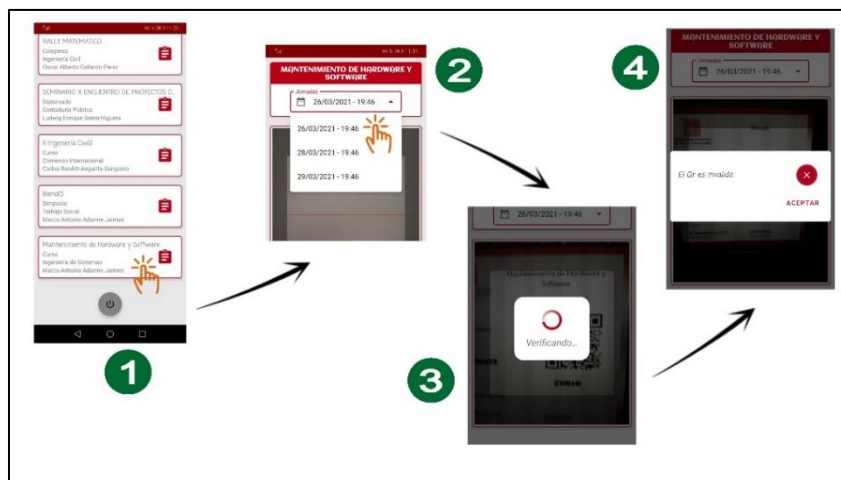 RALLY MATEMATICO
Congreso
Ingeniería Civil
Oscar Alberto Gallardo Perez
SEMINARIO X ENCUENTRO DE PROYECTOS D...
Diplomado
Contaduría Pública
Ludwig Enrique Sierra Higuera
II Ingeniería Civil2
Curso
Comercio Internacional
Carlos RenÃ© Angarita Sanguino
Simposio
Trabajo Social
Marco Antonio Adarme Jaimes
Mantenimiento de Hardware y Software
Curso
Ingeniería de Sistemas
Marco Antonio Adarme Jaimes
1
2
MANTENIMIENTO DE HARDWARE Y
SOFTWARE
Jornadas
26/03/2021 - 19:46
26/03/2021 - 19:46
28/03/2021 - 19:46
29/03/2021 - 19:46
3
26/03/2021 - 19:46
Mantenimiento de Hardware y
Software
Verificando...
CURSO
4
MANTENIMIENTO DE HARDWARE Y
SOFTWARE
Jornadas
26/03/2021 - 19:46
El Qr es invalido.
ACEPTAR